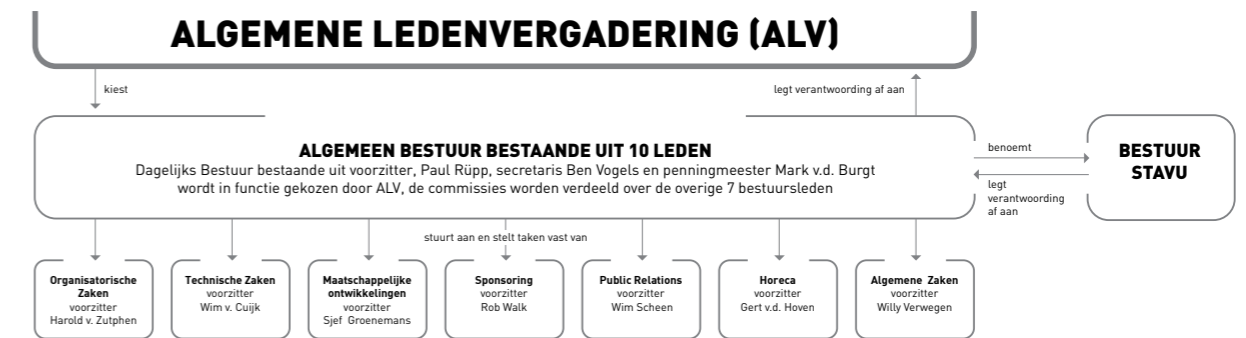 ALGEMENE LEDENVERGADERING (ALV)
kiest
legt verantwoording af aan
ALGEMEEN BESTUUR BESTAANDE UIT 10 LEDEN
Dagelijks Bestuur bestaande uit voorzitter, Paul Rüpp, secretaris Ben Vogels en penningmeester Mark v.d. Burgt
wordt in functie gekozen door ALV, de commissies worden verdeeld over de overige 7 bestuursleden
benoemt
legt
verantwoording
af aan
BESTUUR
STAVU
stuurt aan en stelt taken vast van
Organisatorische
Zaken
voorzitter
Harold v. Zutphen
Technische Zaken
voorzitter
Wim v. Cuijk
Maatschappelijke
ontwikkelingen
voorzitter
Sjef Groenemans
Sponsoring
voorzitter
Rob Walk
Public Relations
voorzitter
Wim Scheen
Horeca
voorzitter
Gert v.d. Hoven
Algemene Zaken
voorzitter
Willy Verwegen